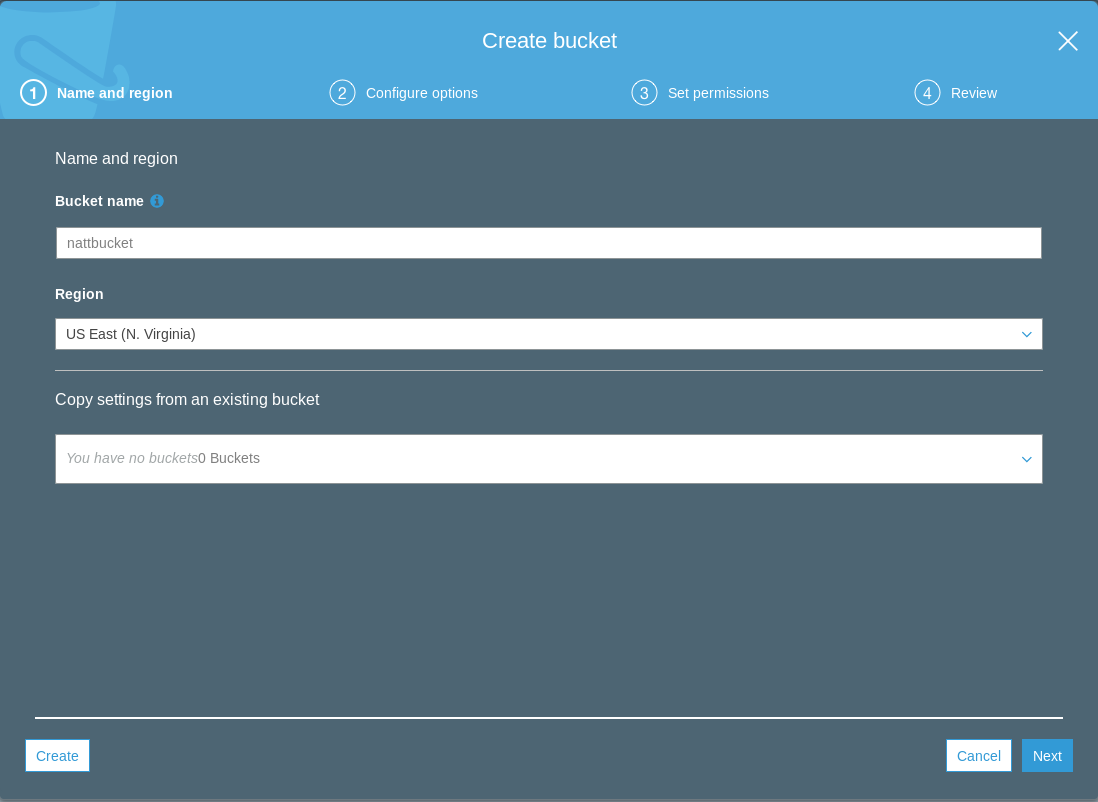 Create bucket
1 Name and region
2 Configure options
3 Set permissions
4 Review
Name and region
Bucket name
nattbucket
Region
US East (N. Virginia)
Copy settings from an existing bucket
You have no buckets0 Buckets
Create
Cancel
Next